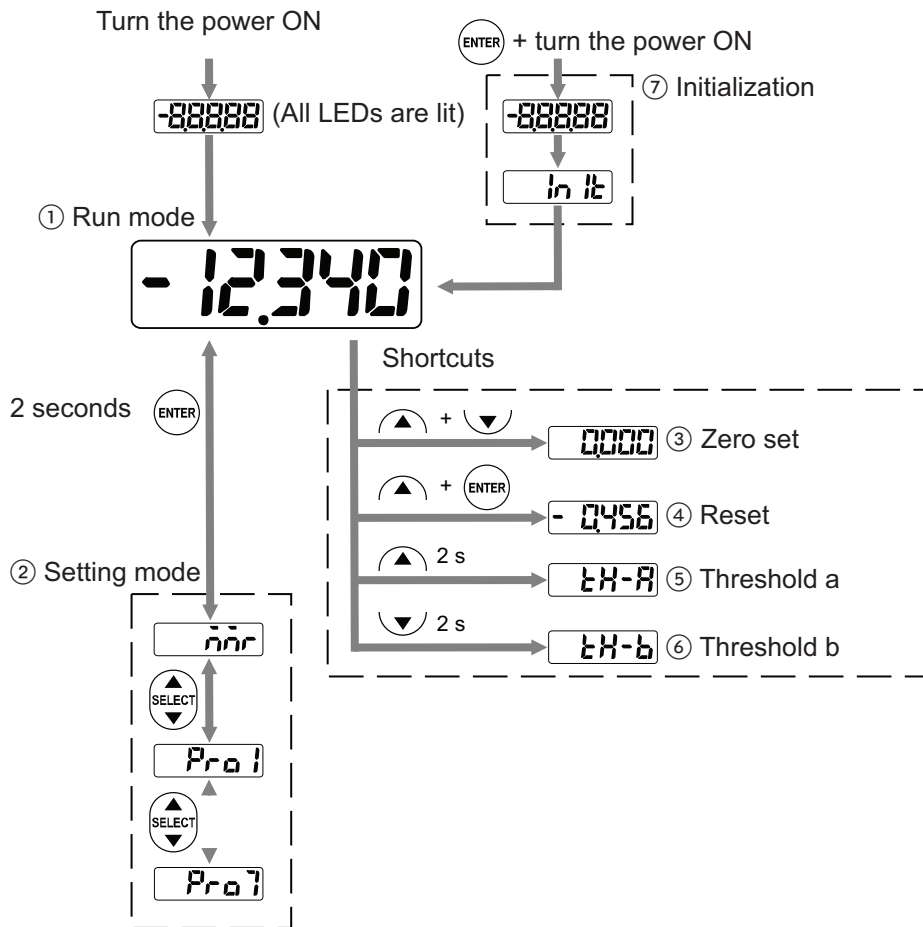 Turn the power ON
ENTER + turn the power ON
-8.8.8.8.8 (All LEDs are lit)
⑦ Initialization
-8.8.8.8.8
In It
① Run mode
-12.340
Shortcuts
2 seconds ENTER
+
0.000 ③ Zero set
+ ENTER
- 0.456 ④ Reset
2 s
tH-A ⑤ Threshold a
2 s
tH-b ⑥ Threshold b
② Setting mode
SELECT
Pro 1
SELECT
Pro7